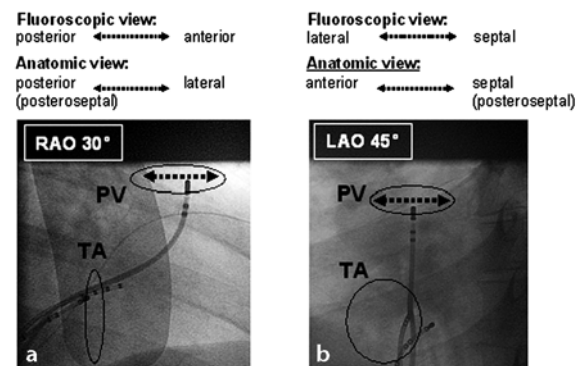 Fluoroscopic view:
posterior anterior
Anatomic view:
posterior lateral
(posteroseptal)
RAO 30°
PV
TA
a
Fluoroscopic view:
lateral septal
Anatomic view:
anterior septal
(posteroseptal)
LAO 45°
PV
TA
b